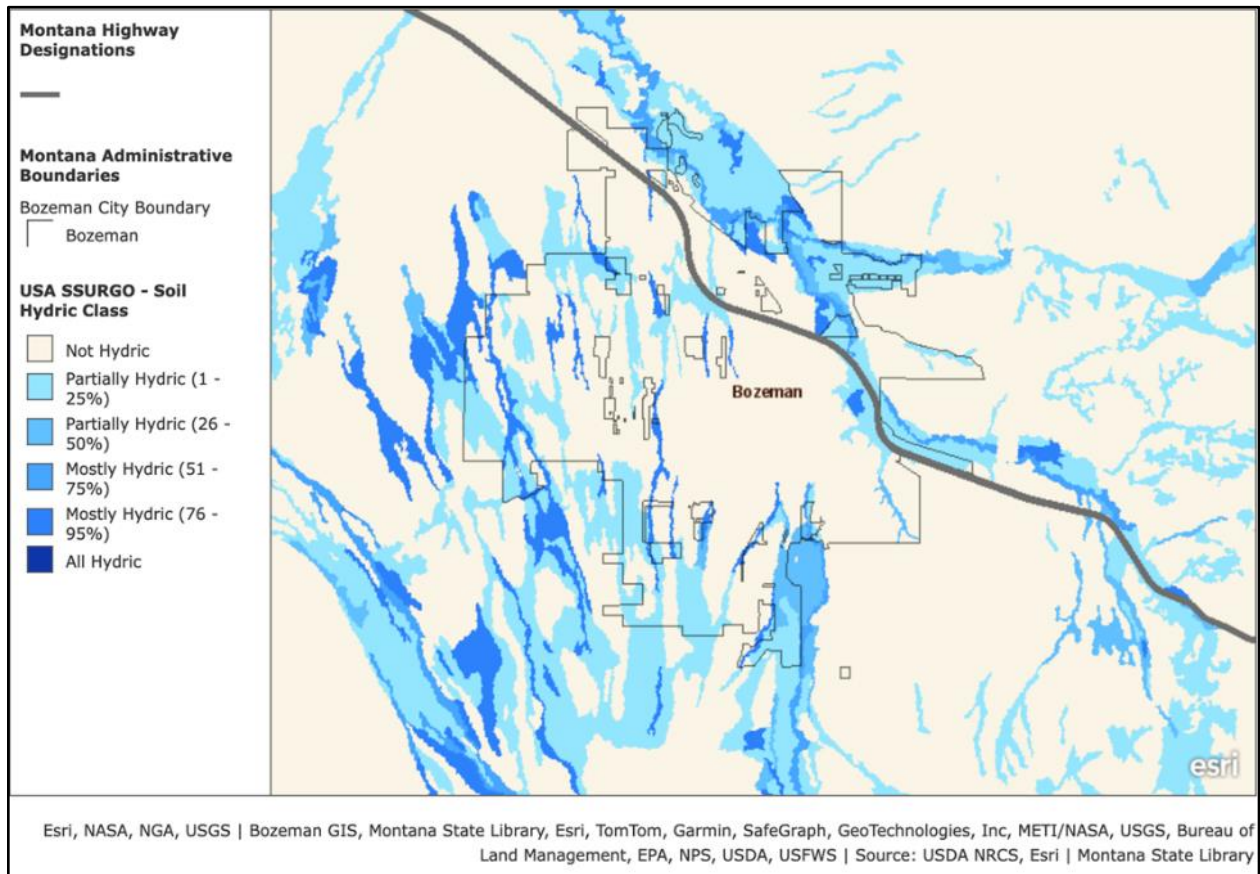 Montana Highway
Designations
Montana Administrative
Boundaries
Bozeman City Boundary
Bozeman
USA SSURGO - Soil
Hydric Class
Not Hydric
Partially Hydric (1 -
25%)
Partially Hydric (26 -
50%)
Mostly Hydric (51 -
75%)
Mostly Hydric (76 -
95%)
All Hydric
Bozeman
esri
Esri, NASA, NGA, USGS | Bozeman GIS, Montana State Library, Esri, TomTom, Garmin, SafeGraph, GeoTechnologies, Inc, METI/NASA, USGS, Bureau of
Land Management, EPA, NPS, USDA, USFWS | Source: USDA NRCS, Esri | Montana State Library